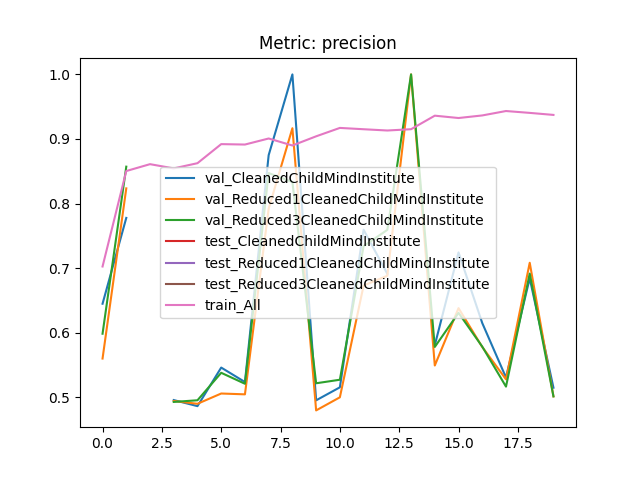 Metric: precision
1.0
0.9
0.8
0.7
0.6
0.5
val_CleanedChildMindInstitute
val_Reduced1CleanedChildMindInstitute
val_Reduced3CleanedChildMindInstitute
test_CleanedChildMindInstitute
test_Reduced1CleanedChildMindInstitute
test_Reduced3CleanedChildMindInstitute
train_All
0.0 2.5 5.0 7.5 10.0 12.5 15.0 17.5